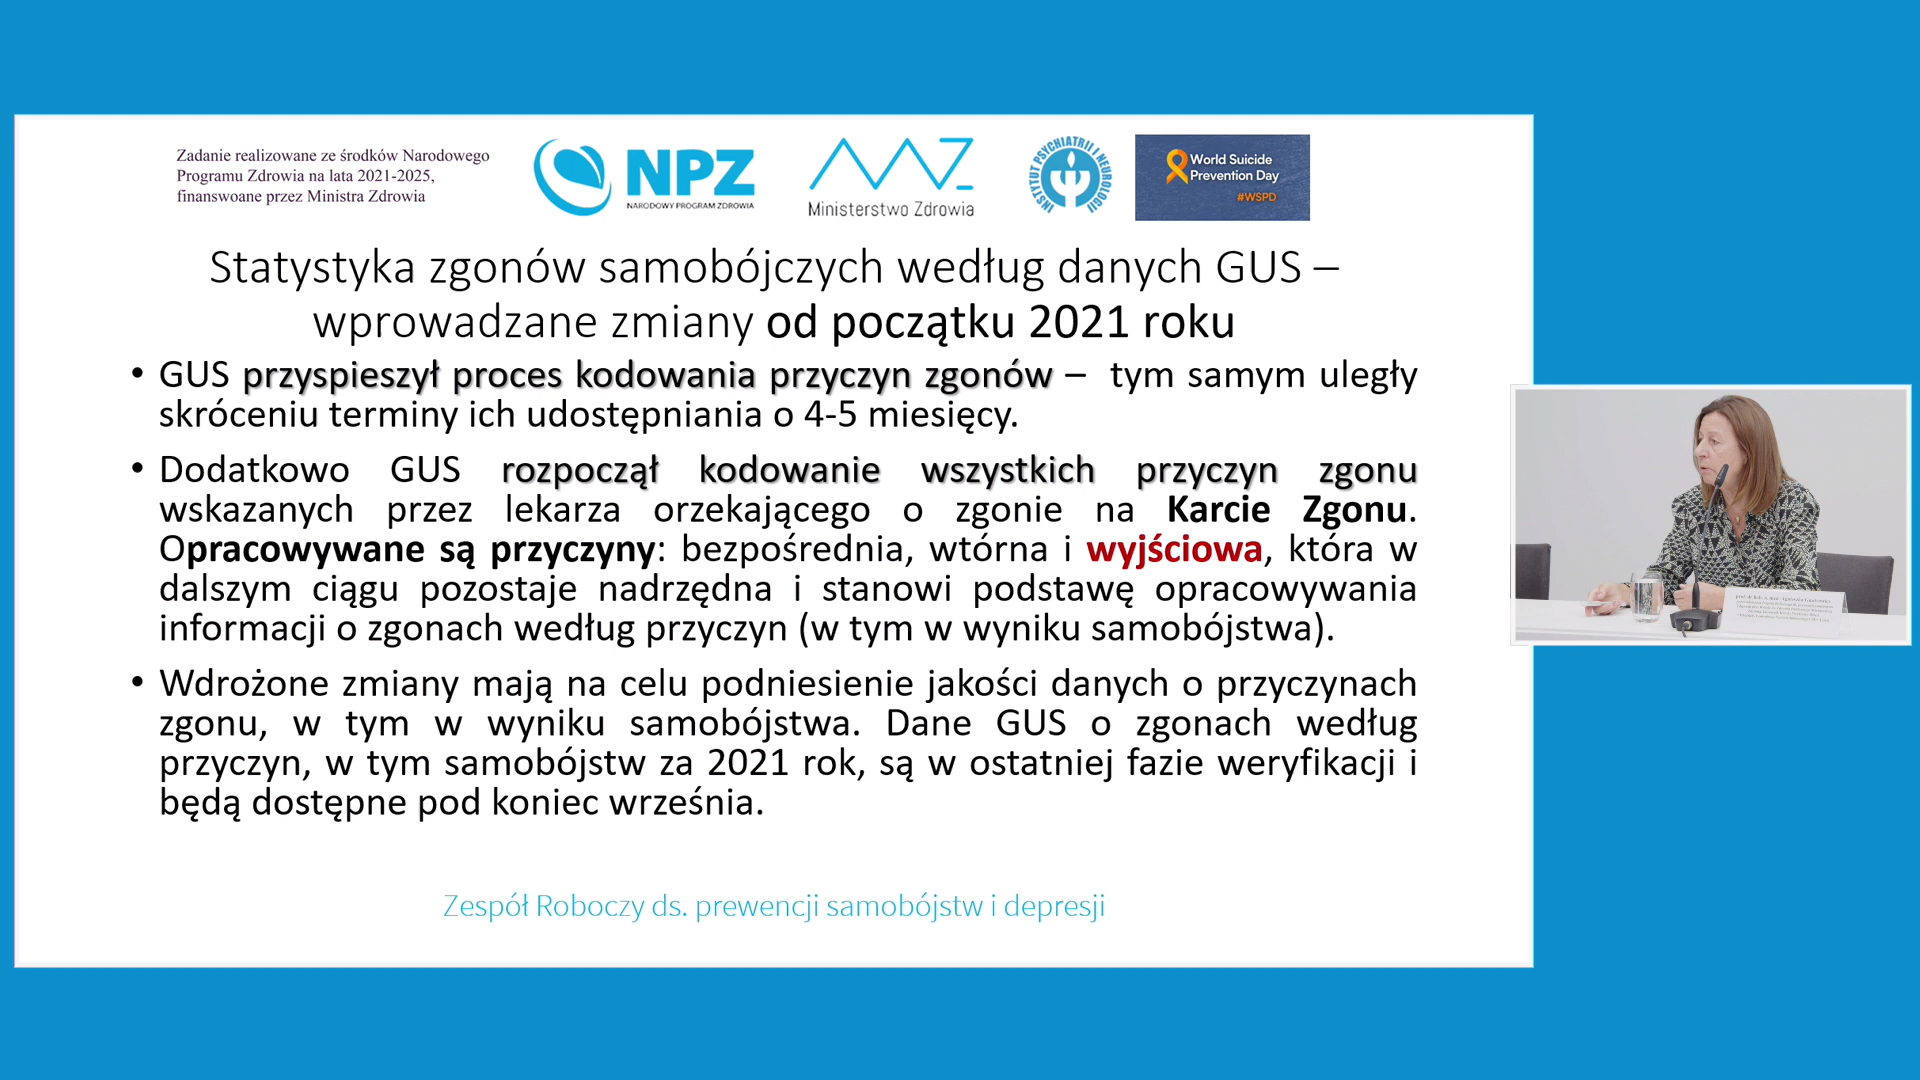 Zadanie realizowane ze środków Narodowego
Programu Zdrowia na lata 2021-2025,
finanswoane przez Ministra Zdrowia
NPZ
NARODOWY PROGRAM ZDROWIA
Ministerstwo Zdrowia
INSTYTUT PSYCHIATRII I NEUROLOGII
World Suicide
Prevention Day
#WSPD
Statystyka zgonów samobójczych według danych GUS –
wprowadzane zmiany od początku 2021 roku
• GUS przyspieszył proces kodowania przyczyn zgonów – tym samym uległy
skróceniu terminy ich udostępniania o 4-5 miesięcy.
• Dodatkowo GUS rozpoczął kodowanie wszystkich przyczyn zgonu
wskazanych przez lekarza orzekającego o zgonie na Karcie Zgonu.
Opracowywane są przyczyny: bezpośrednia, wtórna i wyjściowa, która w
dalszym ciągu pozostaje nadrzędna i stanowi podstawę opracowywania
informacji o zgonach według przyczyn (w tym w wyniku samobójstwa).
• Wdrożone zmiany mają na celu podniesienie jakości danych o przyczynach
zgonu, w tym w wyniku samobójstwa. Dane GUS o zgonach według
przyczyn, w tym samobójstw za 2021 rok, są w ostatniej fazie weryfikacji i
będą dostępne pod koniec września.
Zespół Roboczy ds. prewencji samobójstw i depresji